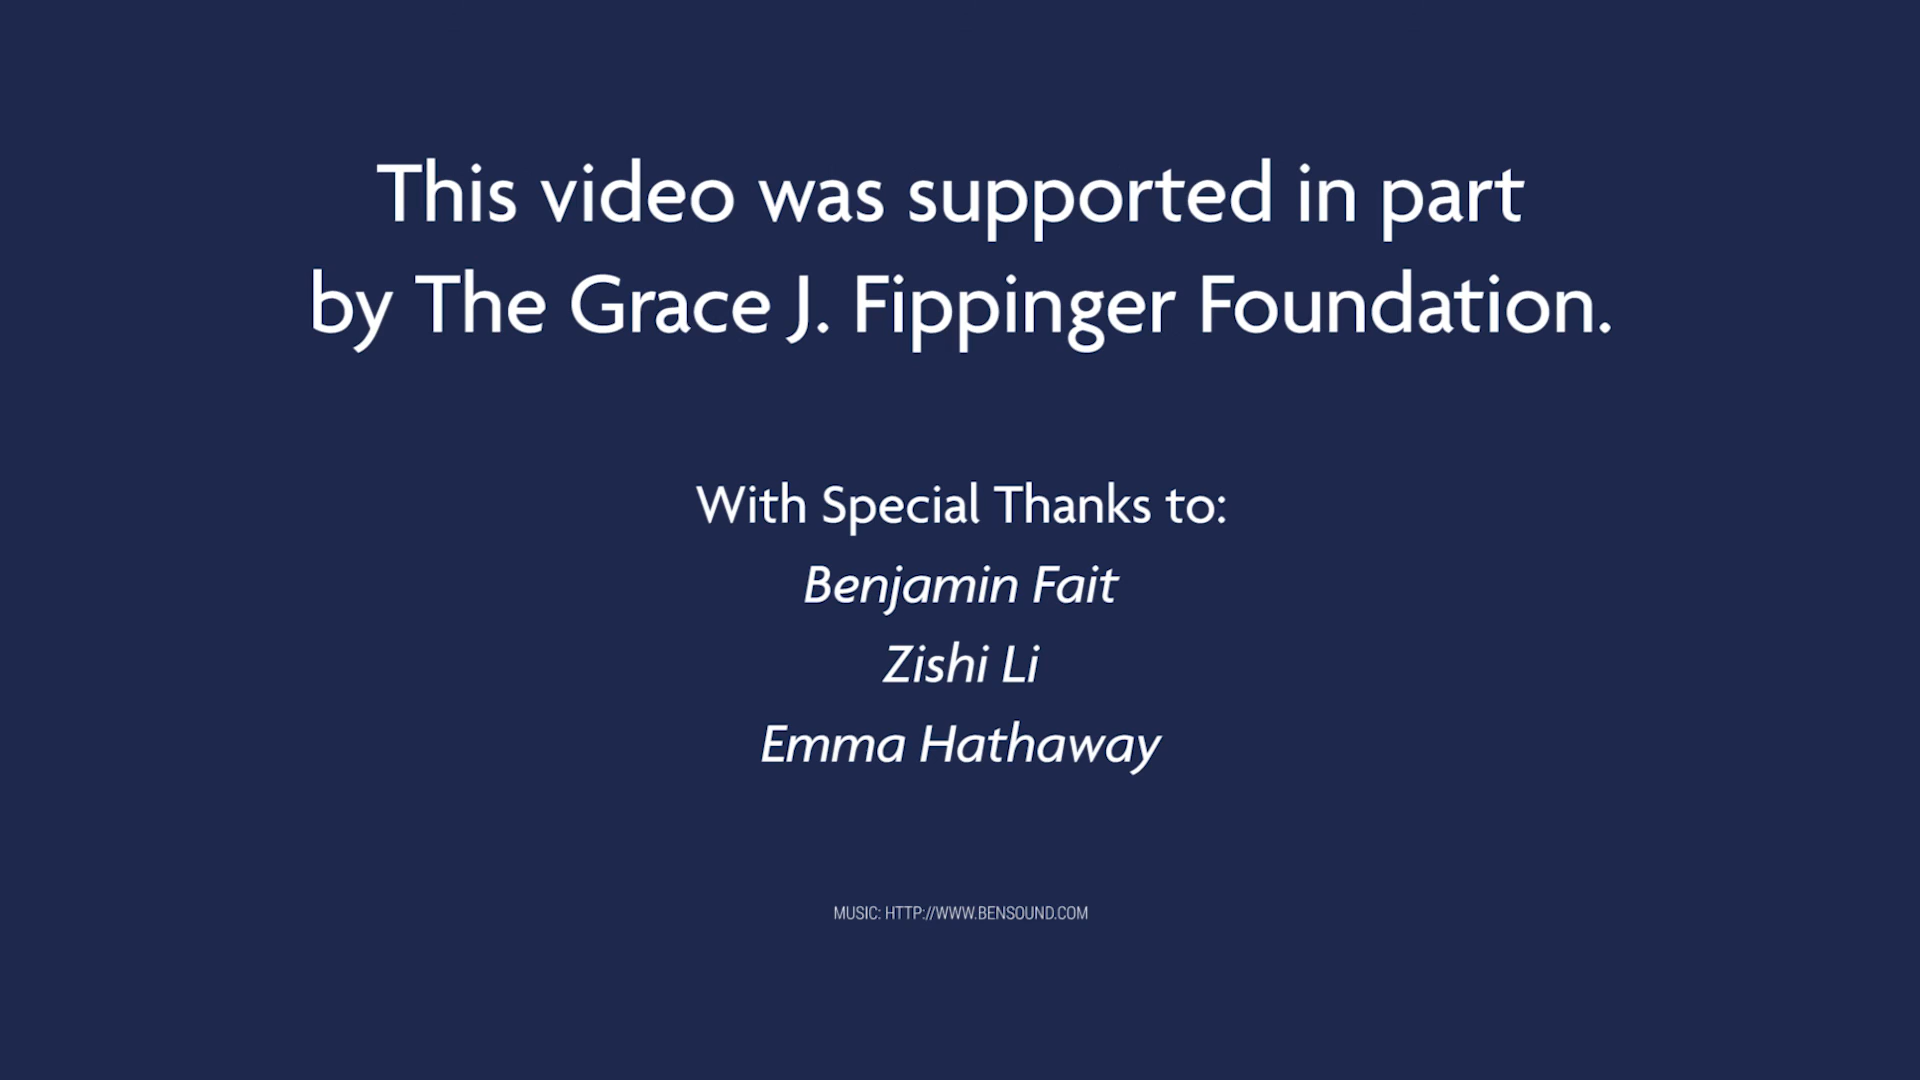 This video was supported in part
by The Grace J. Fippinger Foundation.
With Special Thanks to:
Benjamin Fait
Zishi Li
Emma Hathaway
MUSIC: HTTP://WWW.BENSOUND.COM